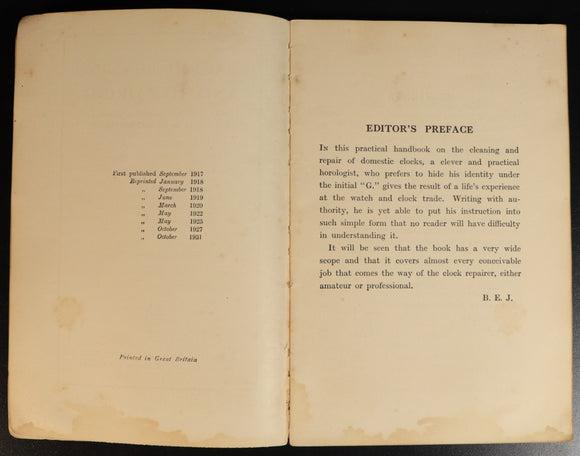 First published September 1917
Reprinted January 1918
„ September 1918
„ June 1919
„ March 1920
„ May 1922
„ May 1925
„ October 1927
„ October 1931
Printed in Great Britain
EDITOR'S PREFACE
In this practical handbook on the cleaning and
repair of domestic clocks, a clever and practical
horologist, who prefers to hide his identity under
the initial "G." gives the result of a life's experience
at the watch and clock trade. Writing with au-
thority, he is yet able to put his instruction into
such simple form that no reader will have difficulty
in understanding it.
It will be seen that the book has a very wide
scope and that it covers almost every conceivable
job that comes the way of the clock repairer, either
amateur or professional.
B. E. J.